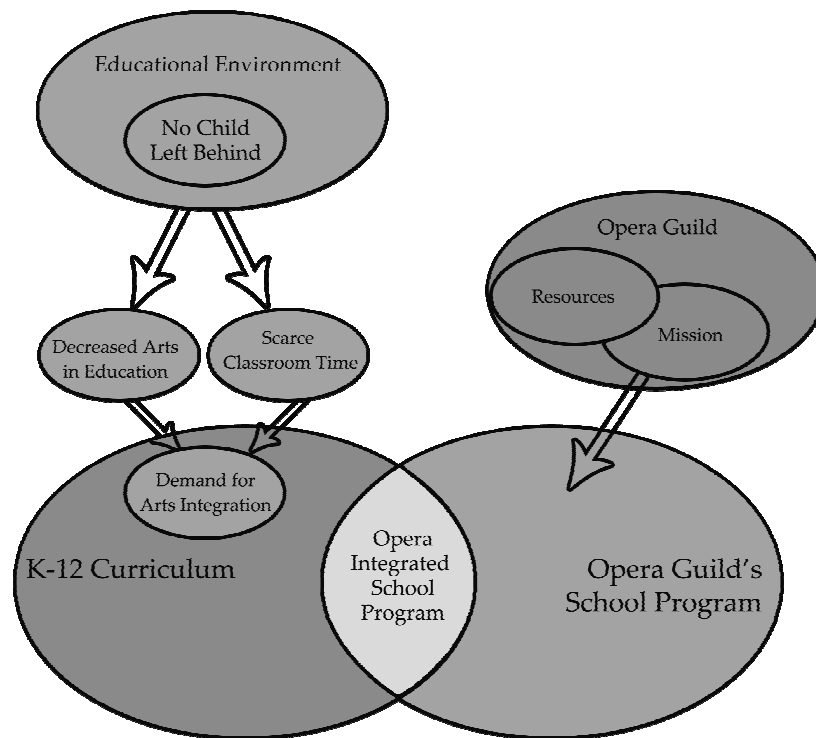 Educational Environment
No Child
Left Behind
Opera Guild
Resources
Mission
Decreased Arts
in Education
Scarce
Classroom Time
Demand for
Arts Integration
K-12 Curriculum
Opera
Integrated
School
Program
Opera Guild's
School Program